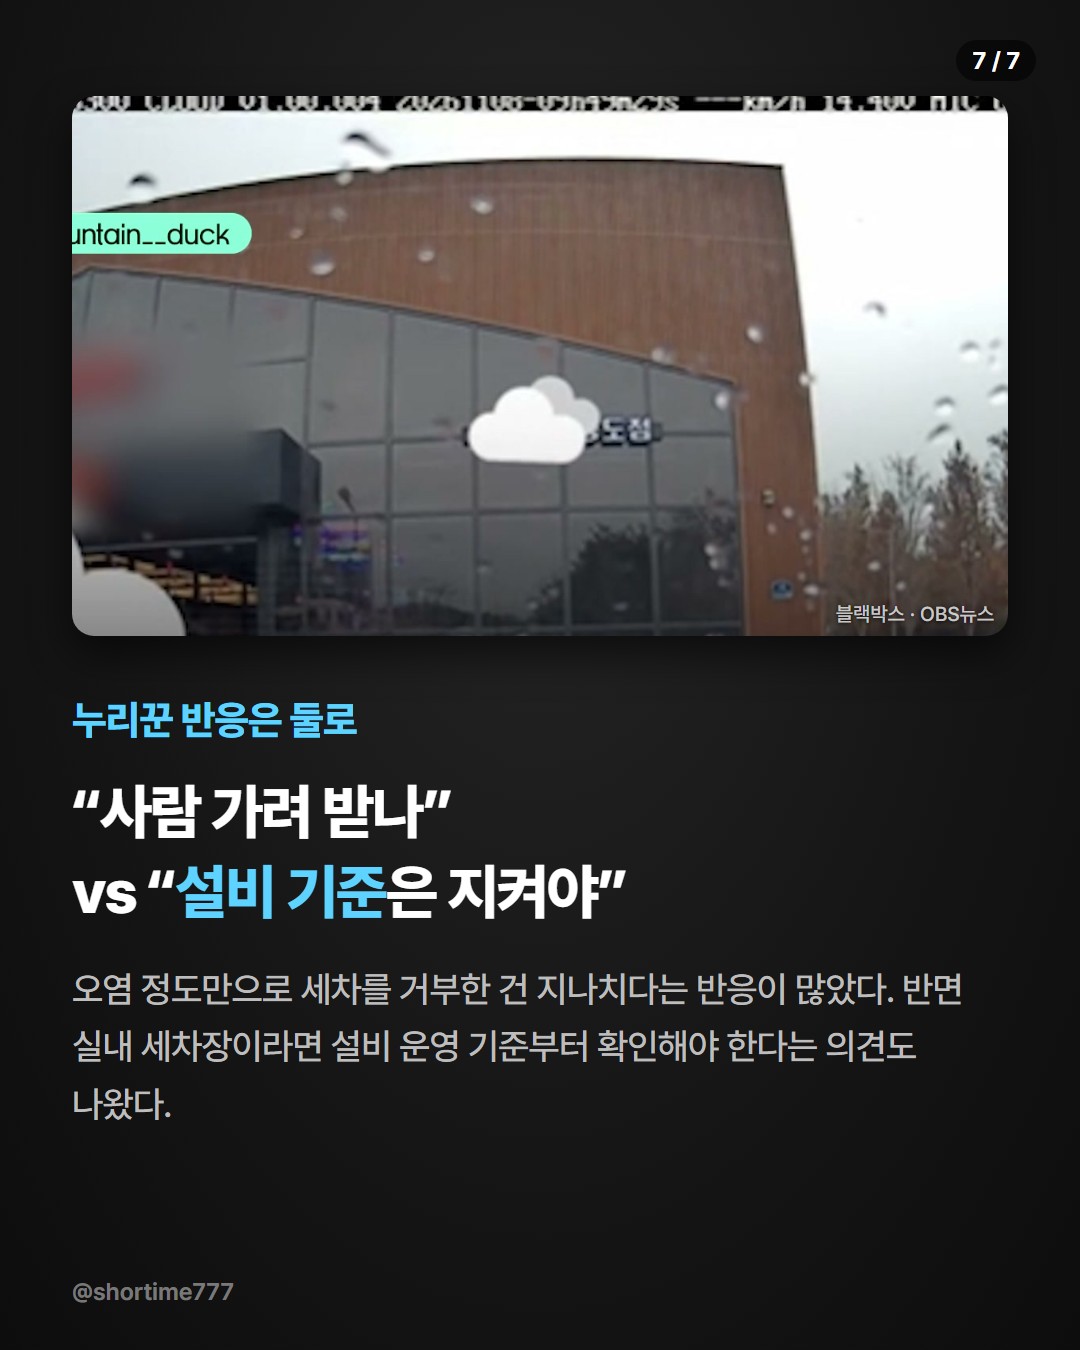 7 / 7
untain__duck
도점
블랙박스 · OBS뉴스
누리꾼 반응은 둘로
“사람 가려 받나”
vs “설비 기준은 지켜야”
오염 정도만으로 세차를 거부한 건 지나치다는 반응이 많았다. 반면
실내 세차장이라면 설비 운영 기준부터 확인해야 한다는 의견도
나왔다.
@shortime777